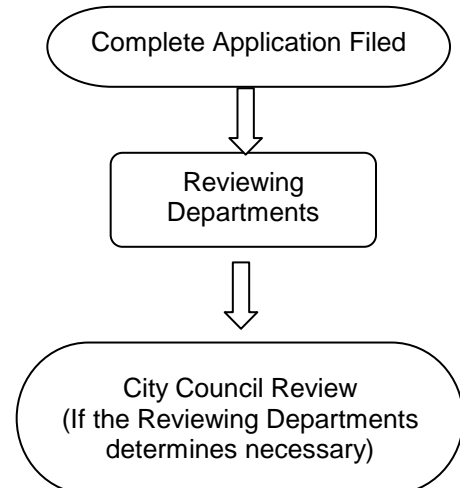 Complete Application Filed
Reviewing
Departments
City Council Review
(If the Reviewing Departments
determines necessary)